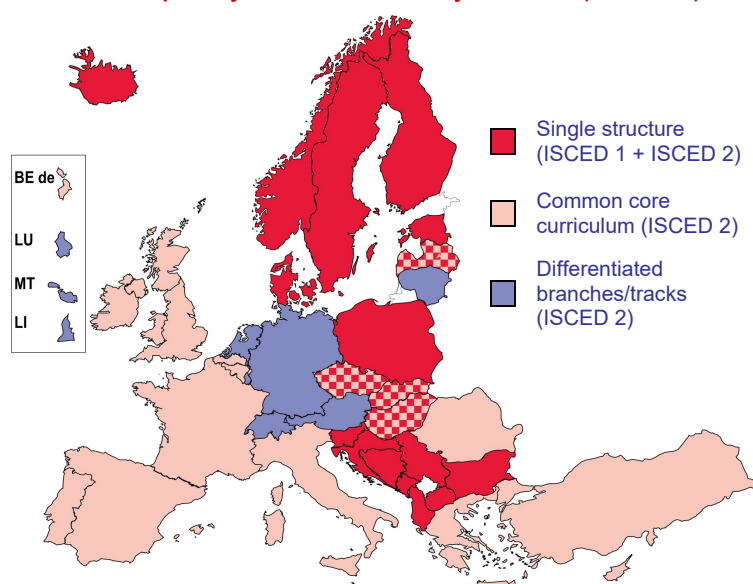 BE de
LU
MT
LI
Single structure
(ISCED 1 + ISCED 2)
Common core
curriculum (ISCED 2)
Differentiated
branches/tracks
(ISCED 2)